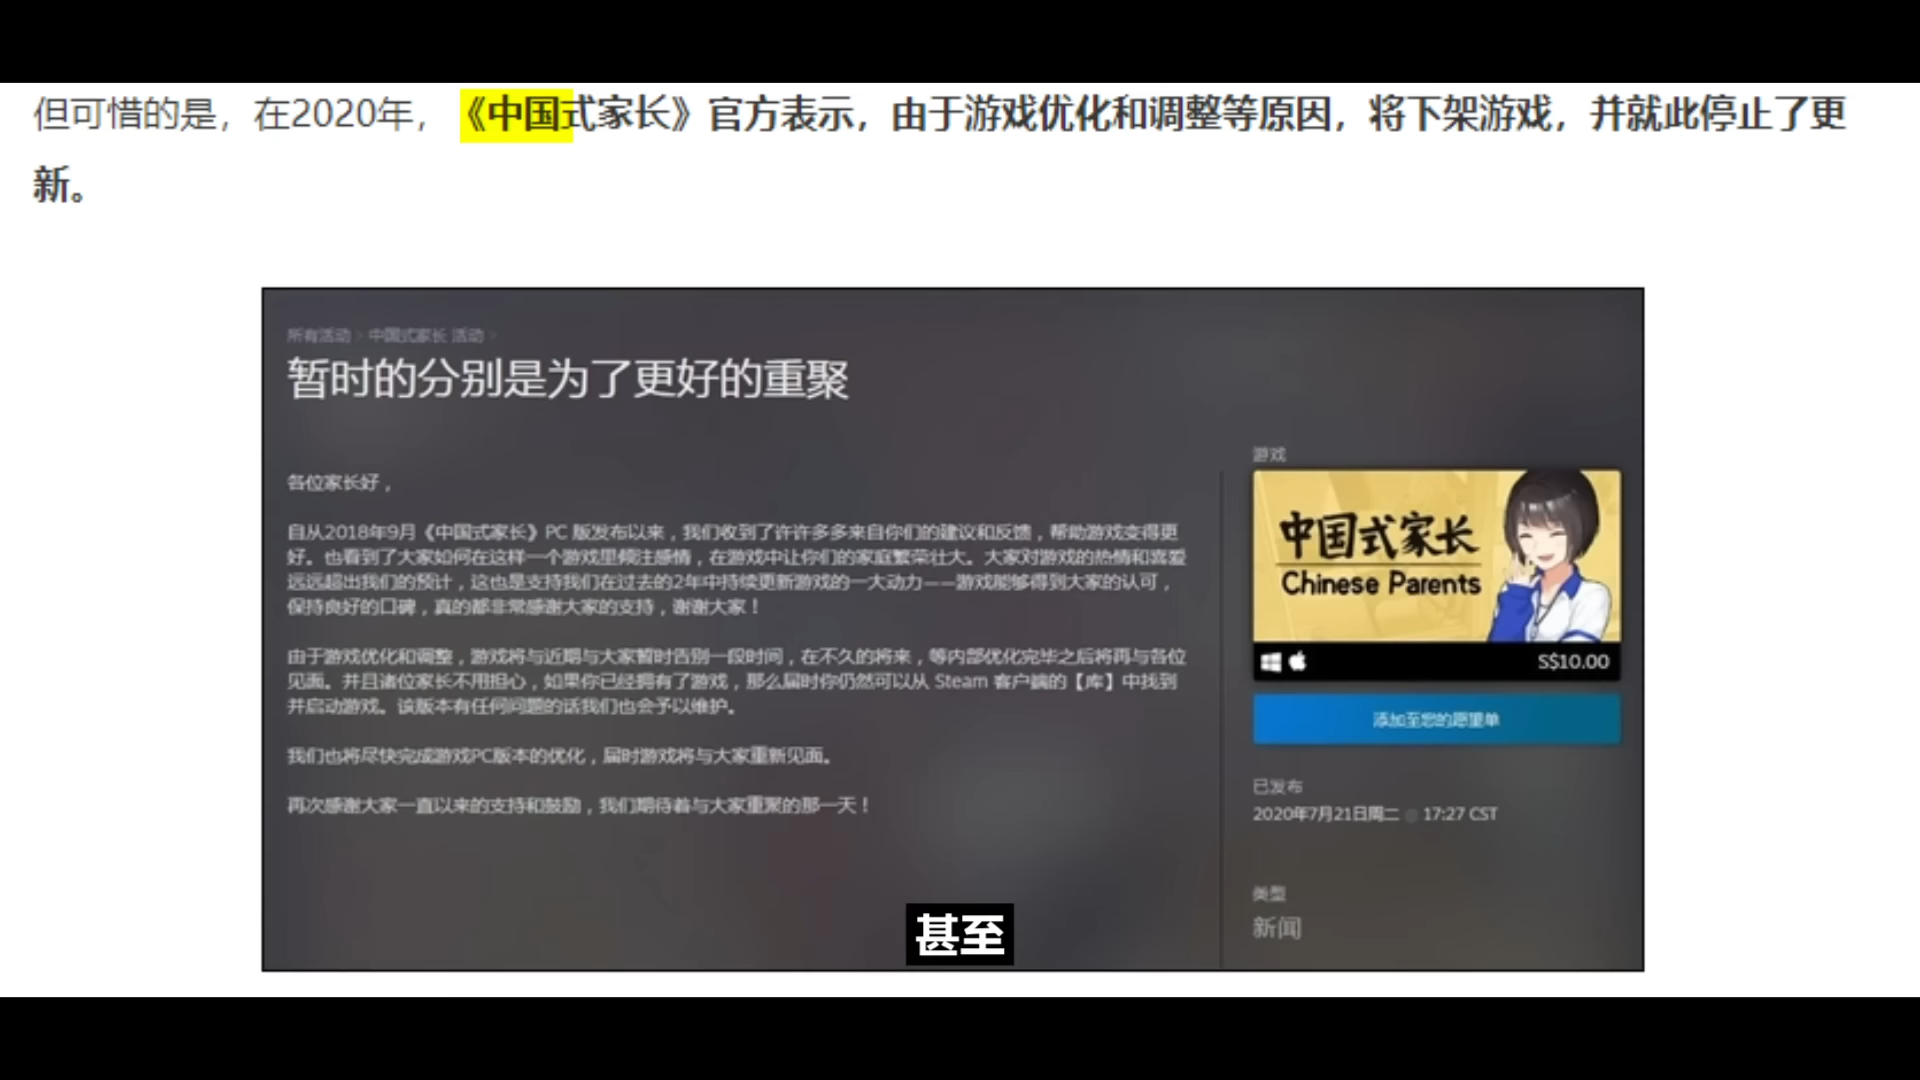 但可惜的是，在2020年，《中国式家长》官方表示，由于游戏优化和调整等原因，将下架游戏，并就此停止了更
新。
所有活动 > 中国式家长 活动 >
暂时的分别是为了更好的重聚
各位家长好，
自从2018年9月《中国式家长》PC 版发布以来，我们收到了许许多多来自你们的建议和反馈，帮助游戏变得更
好。也看到了大家如何在这样一个游戏里倾注感情，在游戏中让你们的家庭繁荣壮大。大家对游戏的热情和喜爱
远远超出我们的预计，这也是支持我们在过去的2年中持续更新游戏的一大动力——游戏能够得到大家的认可，
保持良好的口碑，真的都非常感谢大家的支持，谢谢大家！
由于游戏优化和调整，游戏将与近期与大家暂时告别一段时间，在不久的将来，等内部优化完毕之后将再与各位
见面。并且诸位家长不用担心，如果你已经拥有了游戏，那么届时你仍然可以从 Steam 客户端的【库】中找到
并启动游戏。该版本有任何问题的话我们也会予以维护。
我们也将尽快完成游戏PC版本的优化，届时游戏将与大家重新见面。
再次感谢大家一直以来的支持和鼓励，我们期待着与大家重聚的那一天！
游戏
中国式家长
Chinese Parents
S$10.00
添加至您的愿望单
已发布
2020年7月21日周二 @ 17:27 CST
类型
新闻
甚至